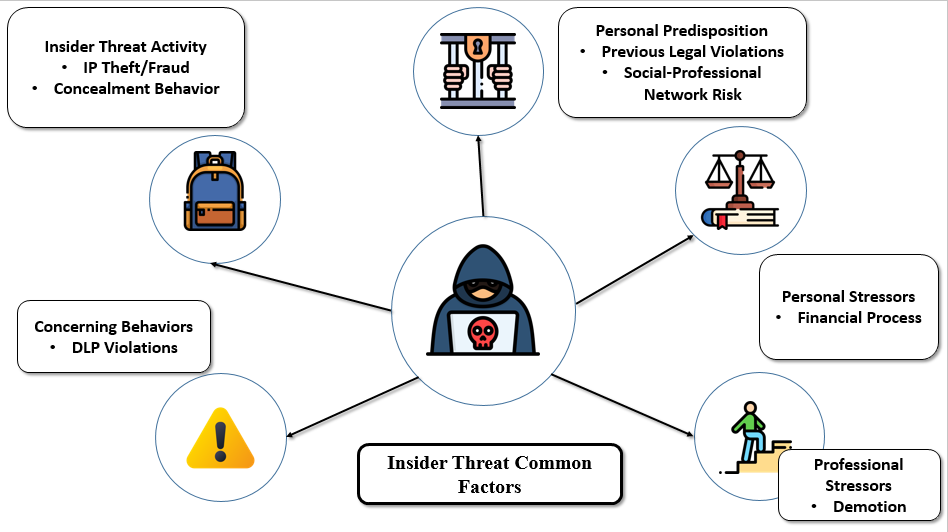 Insider Threat Activity
• IP Theft/Fraud
• Concealment Behavior
Personal Predisposition
• Previous Legal Violations
• Social-Professional
Network Risk
Personal Stressors
• Financial Process
Concerning Behaviors
• DLP Violations
Professional
Stressors
• Demotion
Insider Threat Common
Factors